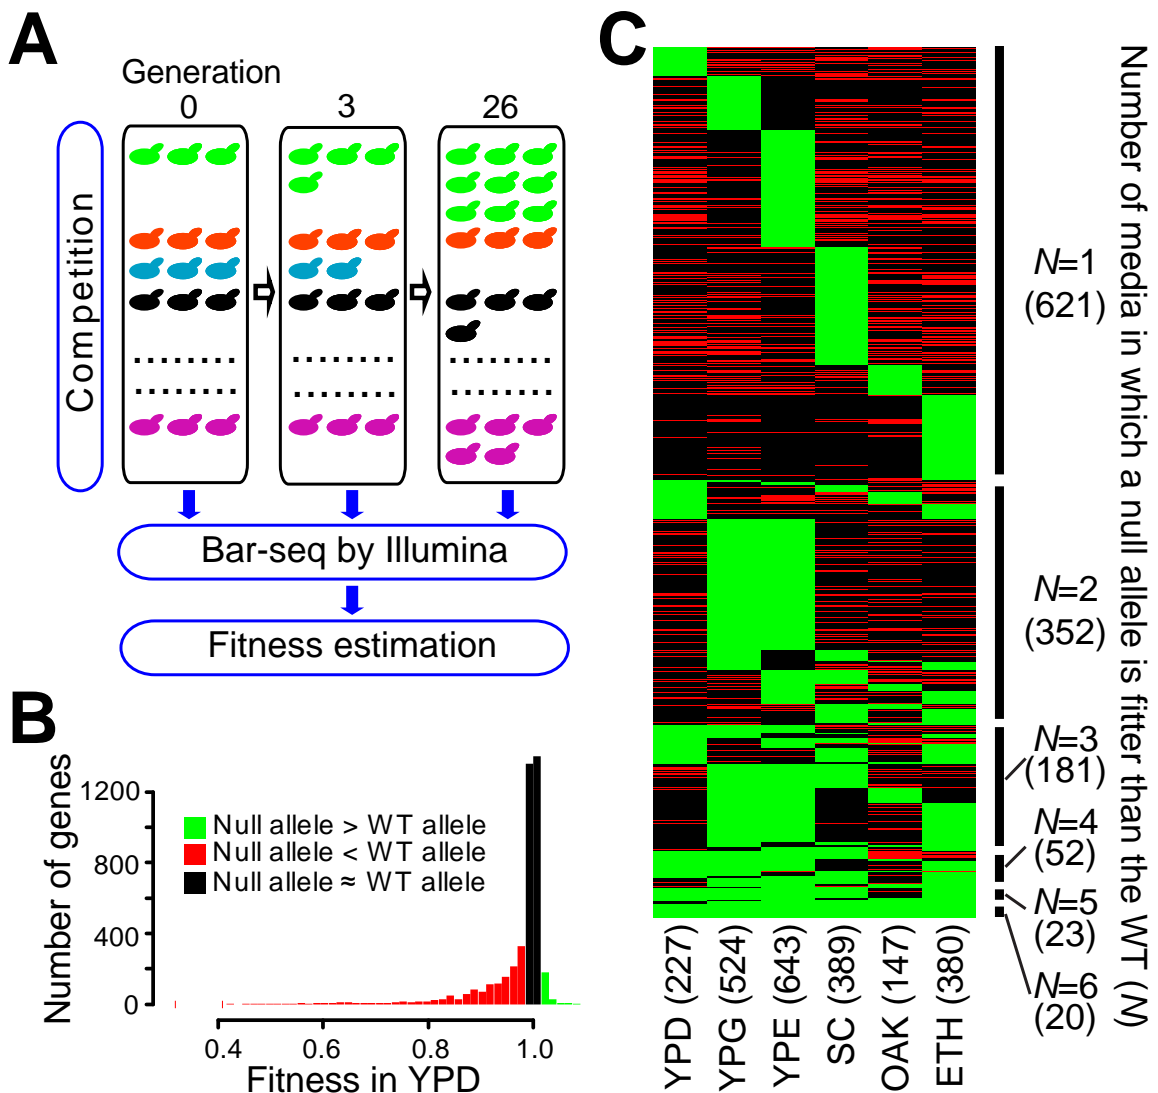 A
Generation
0
3
26
Competition
Bar-seq by Illumina
Fitness estimation
B
Number of genes
1200
800
400
0
Null allele > WT allele
Null allele < WT allele
Null allele ≈ WT allele
0.4
0.6
0.8
1.0
Fitness in YPD
C
N=1
(621)
N=2
(352)
N=3
(181)
N=4
(52)
N=5
(23)
N=6
(20)
YPD (227)
YPG (524)
YPE (643)
SC (389)
OAK (147)
ETH (380)
Number of media in which a null allele is fitter than the WT (N)